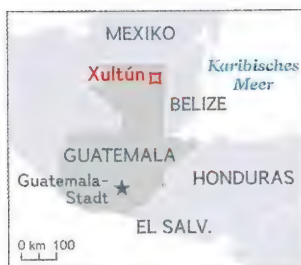 MEXIKO
Xultún
Karibisches
Meer
BELIZE
GUATEMALA
Guatemala-
Stadt
HONDURAS
EL SALV.
0 km 100